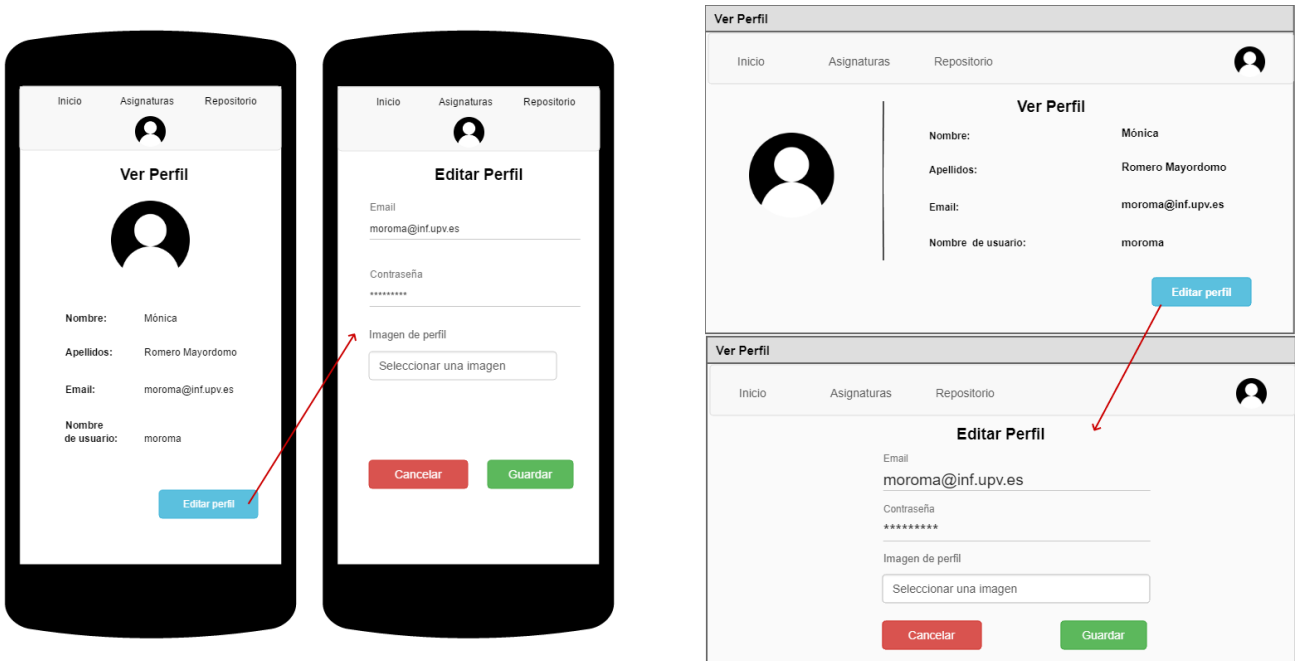 Inicio Asignaturas Repositorio
Ver Perfil
Nombre: Mónica
Apellidos: Romero Mayordomo
Email: moroma@inf.upv.es
Nombre
de usuario: moroma
Editar perfil
Inicio Asignaturas Repositorio
Editar Perfil
Email
moroma@inf.upv.es
Contraseña
*********
Imagen de perfil
Seleccionar una imagen
Cancelar Guardar
Ver Perfil
Inicio Asignaturas Repositorio
Ver Perfil
Nombre: Mónica
Apellidos: Romero Mayordomo
Email: moroma@inf.upv.es
Nombre de usuario: moroma
Editar perfil
Ver Perfil
Inicio Asignaturas Repositorio
Editar Perfil
Email
moroma@inf.upv.es
Contraseña
*********
Imagen de perfil
Seleccionar una imagen
Cancelar Guardar